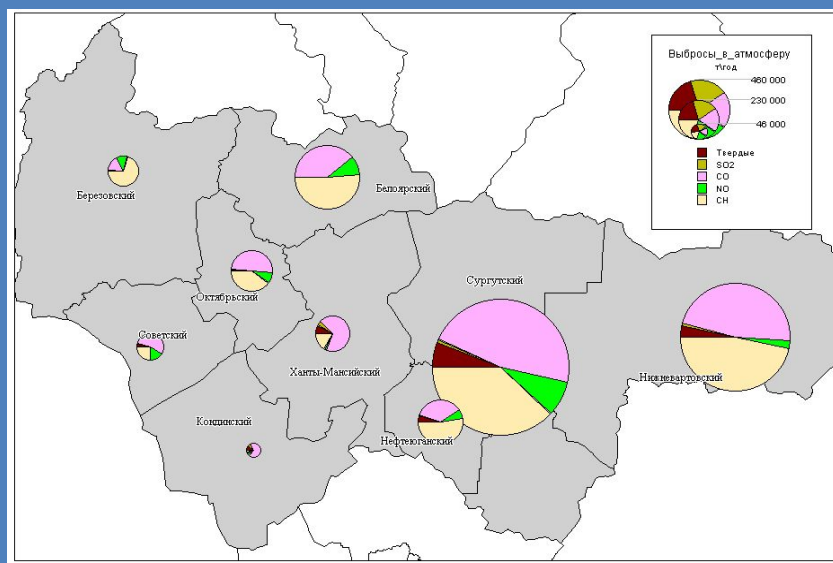 Выбросы_в_атмосферу
т\год
460 000
230 000
46 000
Твердые
SO2
CO
NO
CH
Березовский
Белоярский
Октябрьский
Сургутский
Советский
Ханты-Мансийский
Нижневартовский
Кондинский
Нефтеюганский